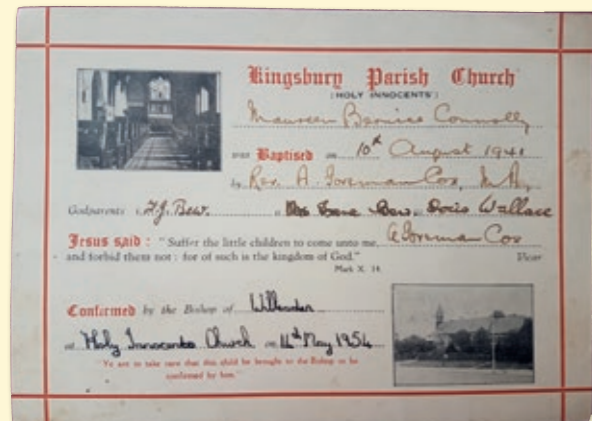 Kingsbury Parish Church
(HOLY INNOCENTS')
Maureen Bernice Connolly
was Baptised on 10th August 1941
by Rev. A. Foreman Cox, M.A,
Godparents F.J. Bew. Bew Doris Wallace
Jesus said : "Suffer the little children to come unto me, A Foreman Cox
and forbid them not : for of such is the kingdom of God." Vicar
Mark X. 14.
Confirmed by the Bishop of Willesden
at Holy Innocents Church on 14th May 1954
"Ye are to take care that this child be brought to the Bishop to be
confirmed by him."